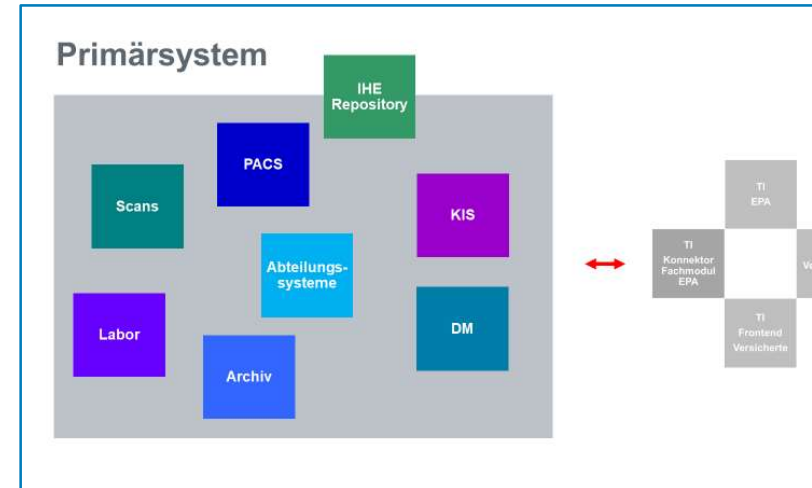 Primärsystem
IHE
Repository
PACS
Scans
KIS
Abteilungs-
systeme
Labor
DM
Archiv
TI
EPA
TI
Konnektor
Fachmodul
EPA
TI
Frontend
Versicherte